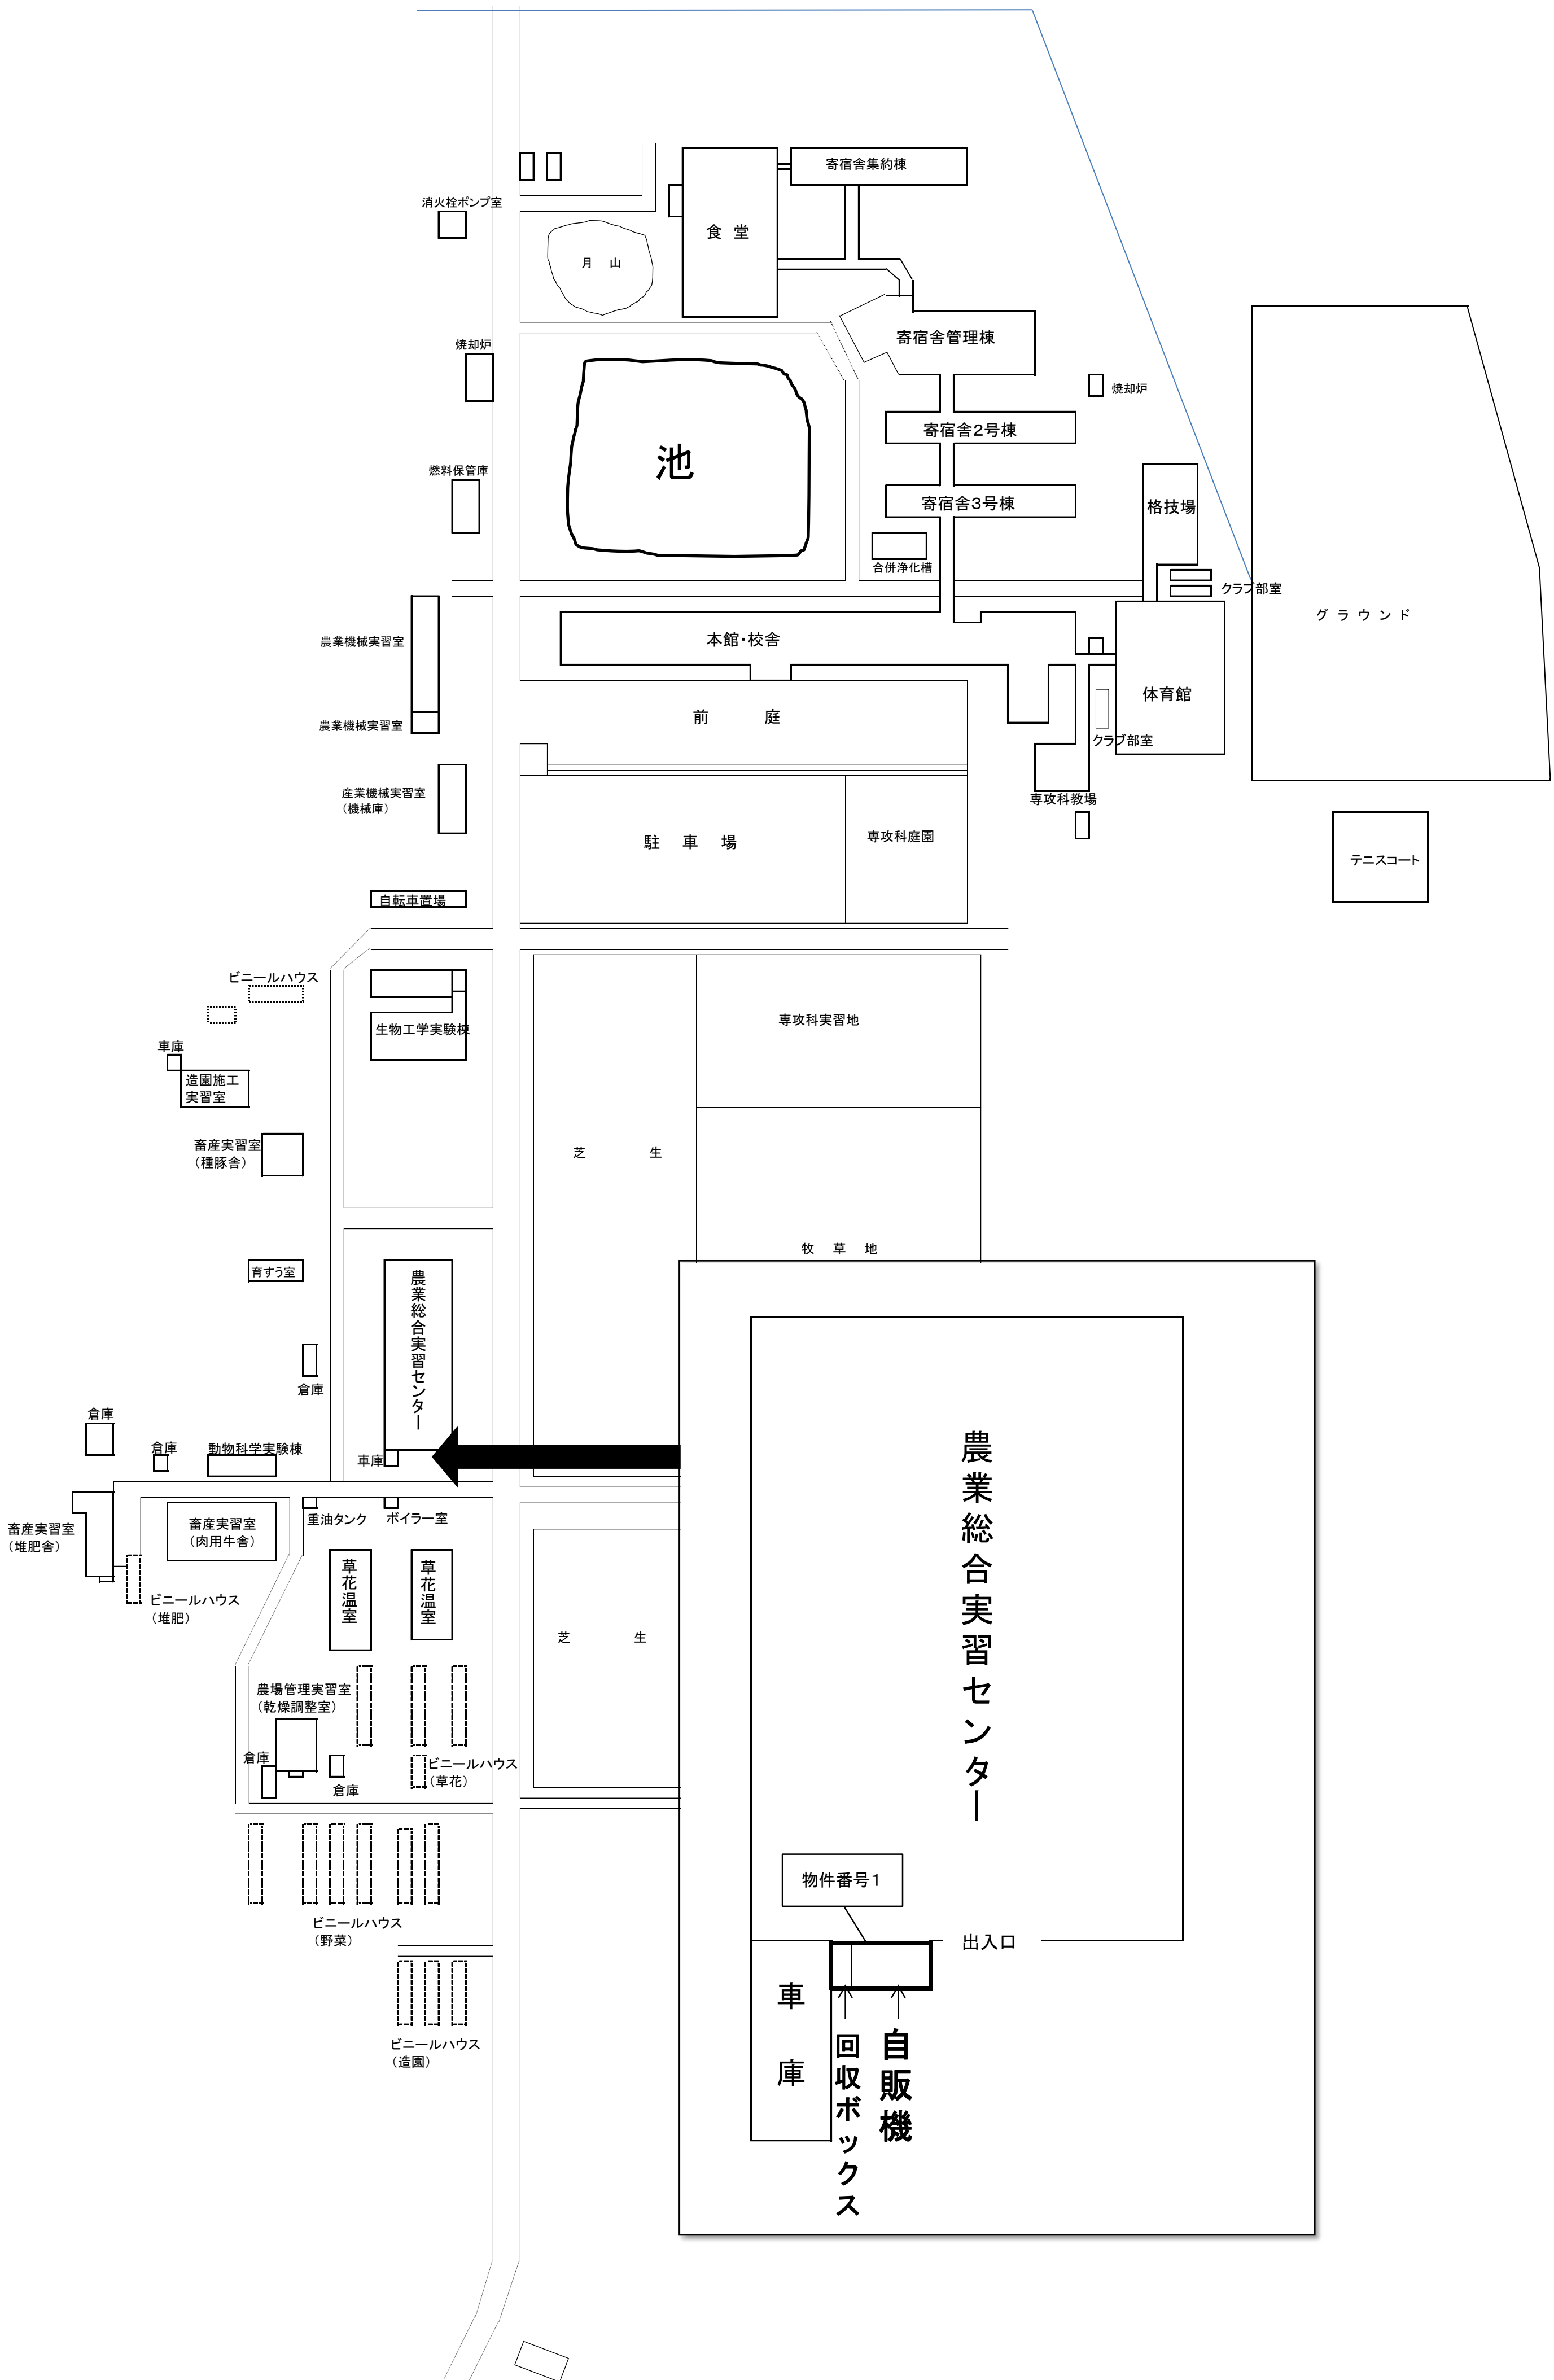 寄宿舎集約棟
消火栓ポンプ室
食 堂
月 山
寄宿舎管理棟
焼却炉
焼却炉
寄宿舎2号棟
池
燃料保管庫
寄宿舎3号棟
格技場
合併浄化槽
クラブ部室
グ ラ ウ ン ド
農業機械実習室
本館・校舎
体育館
前 庭
農業機械実習室
クラブ部室
産業機械実習室
（機械庫）
専攻科教場
駐 車 場
専攻科庭園
テニスコート
自転車置場
ビニールハウス
専攻科実習地
生物工学実験棟
車庫
造園施工
実習室
畜産実習室
（種豚舎）
芝 生
牧 草 地
育すう室
農業総合実習センター
倉庫
倉庫
倉庫
動物科学実験棟
車庫
畜産実習室
（堆肥舎）
畜産実習室
（肉用牛舎）
重油タンク
ボイラー室
草花温室
草花温室
ビニールハウス
（堆肥）
芝 生
農場管理実習室
（乾燥調整室）
倉庫
倉庫
ビニールハウス
（草花）
ビニールハウス
（野菜）
ビニールハウス
（造園）
農業総合実習センター
物件番号1
出入口
車庫
回収ボックス
自販機